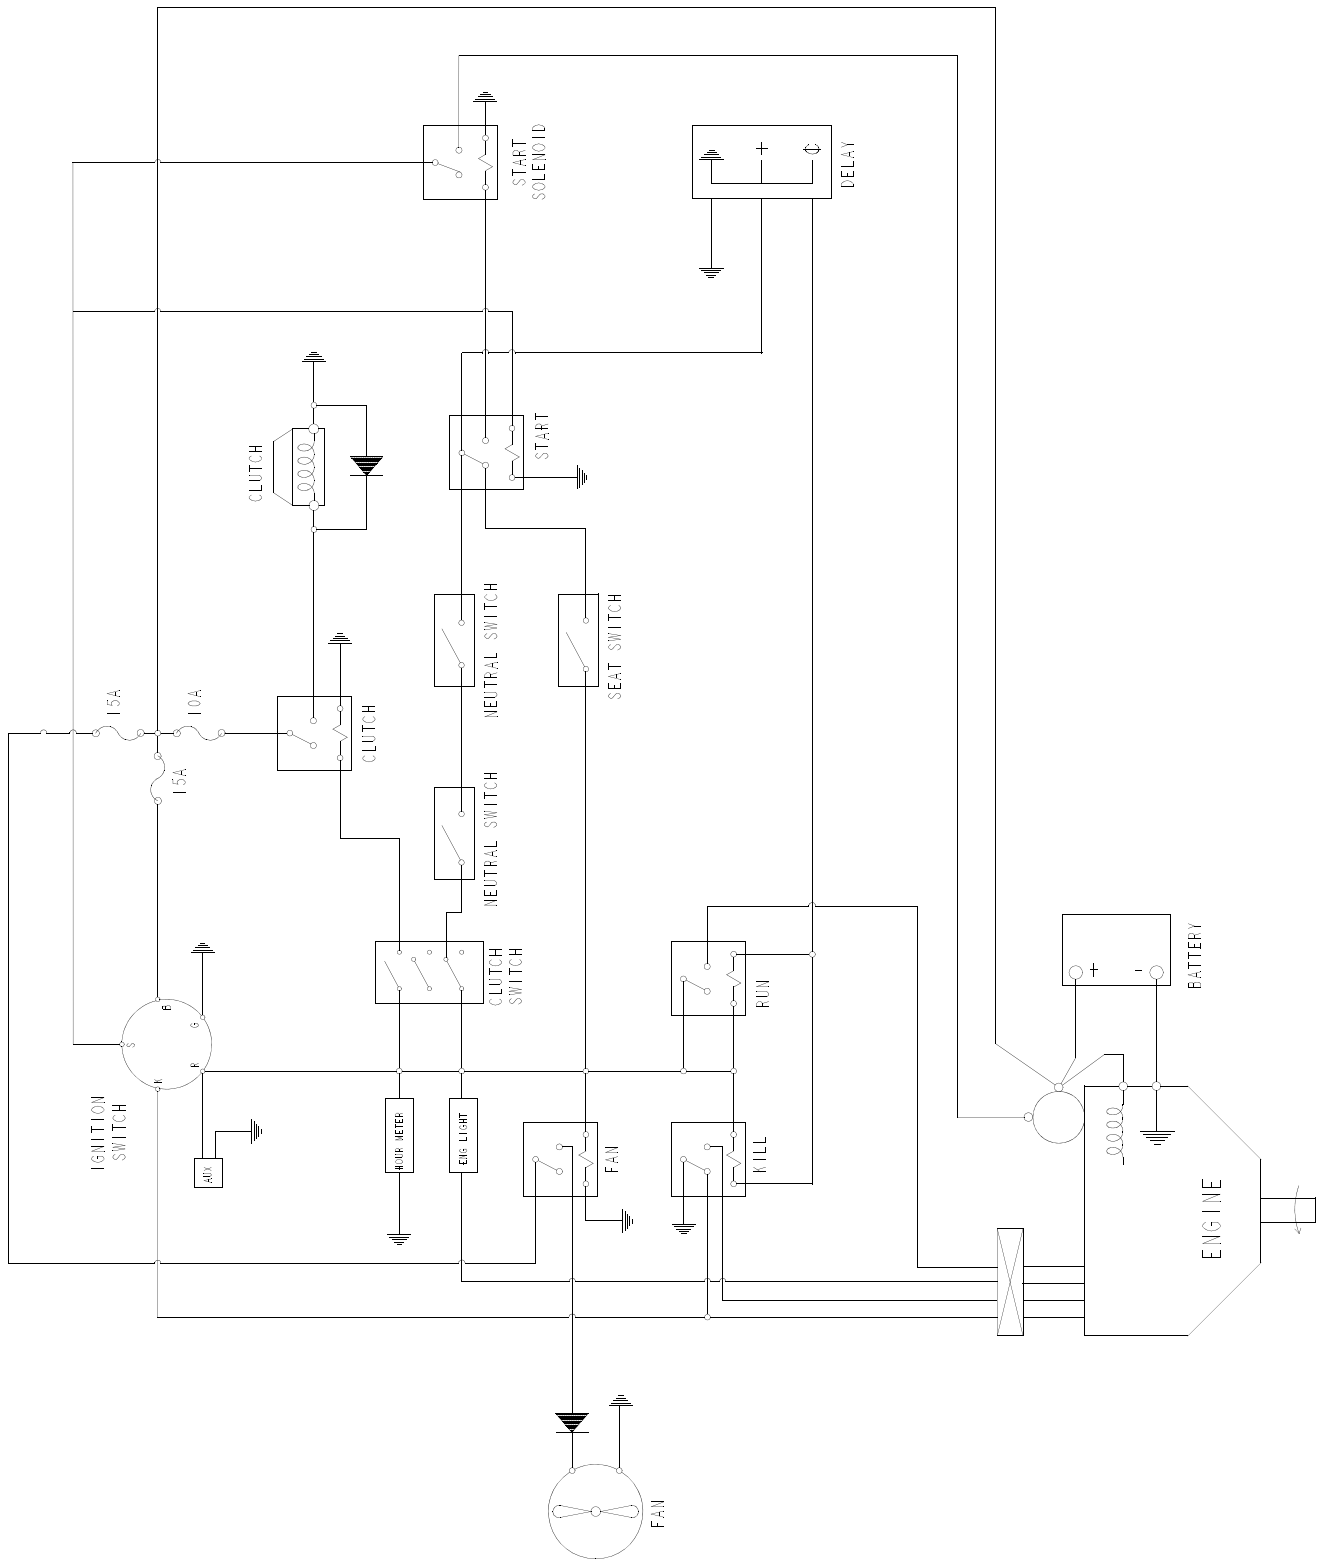 START
SOLENOID
+
DELAY
START
CLUTCH
NEUTRAL SWITCH
SEAT SWITCH
15A
10A
CLUTCH
15A
NEUTRAL SWITCH
CLUTCH
SWITCH
RUN
BATTERY
+
-
B
G
S
R
K
IGNITION
SWITCH
AUX
HOUR METER
ENG LIGHT
FAN
KILL
ENGINE
FAN